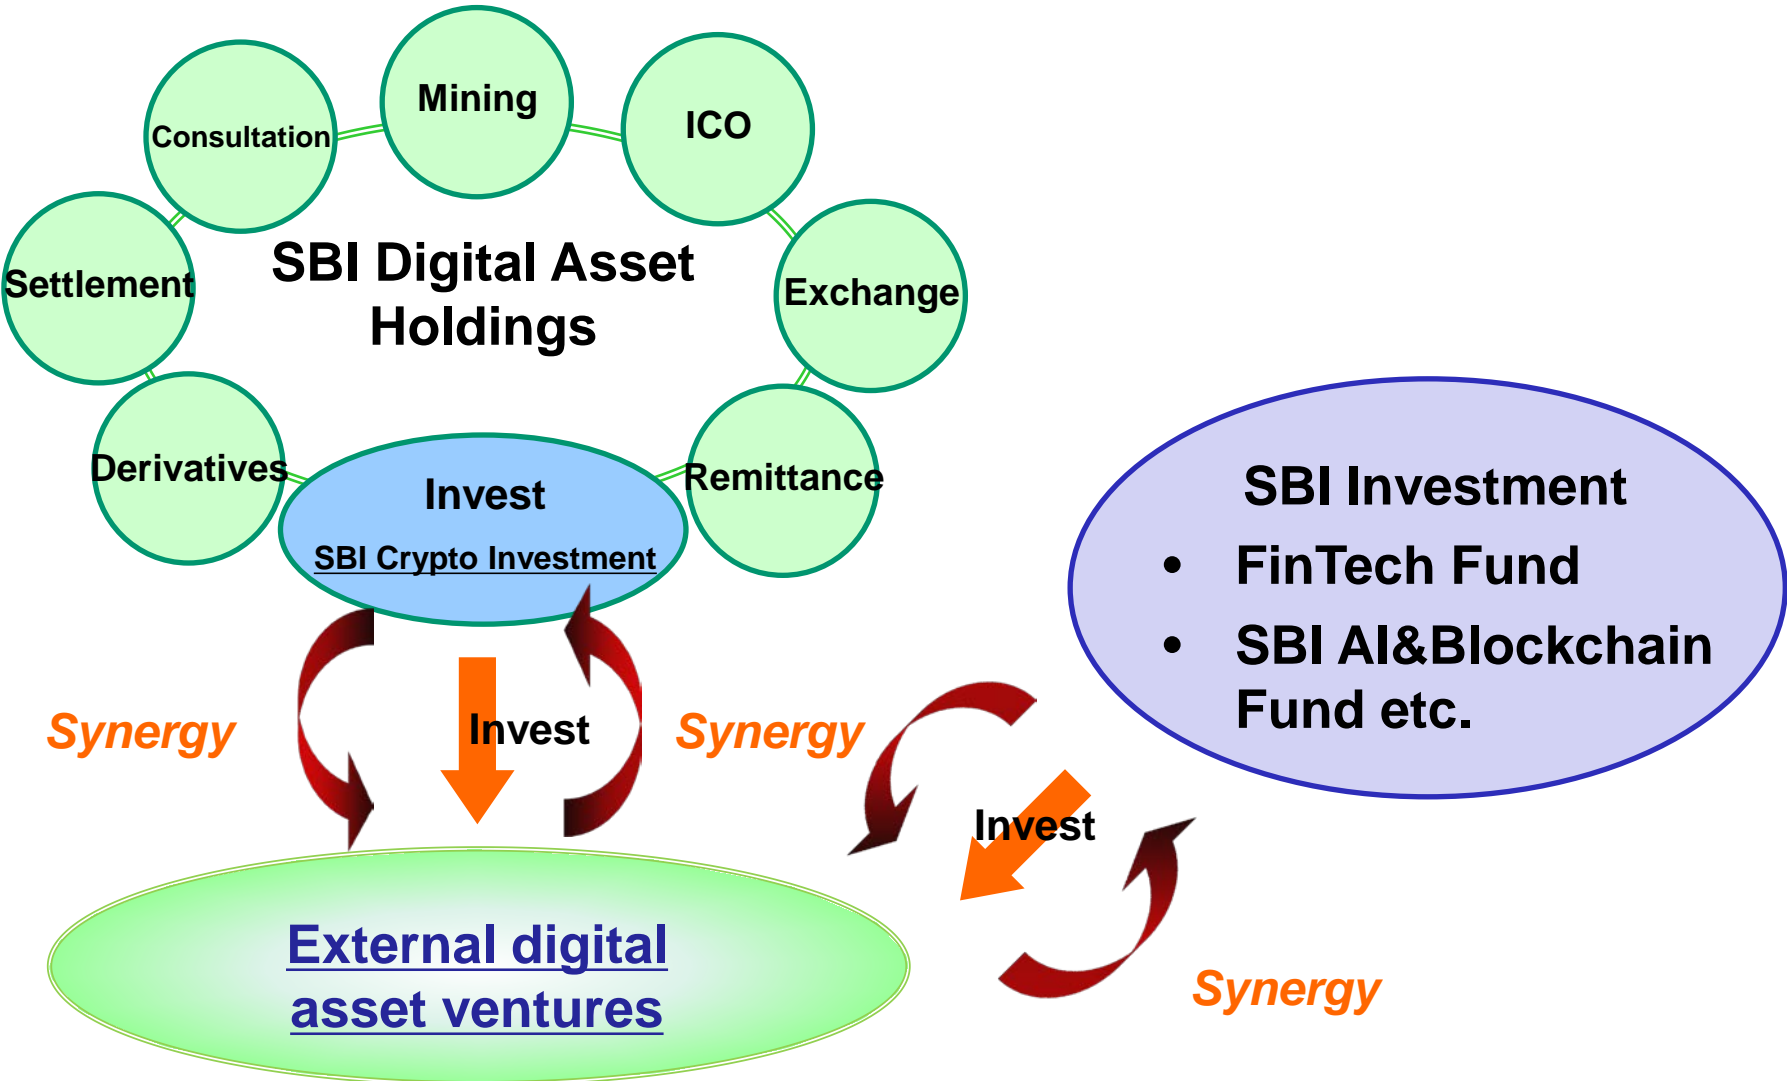 Mining
ICO
Consultation
SBI Digital Asset
Holdings
Settlement
Exchange
Derivatives
Remittance
Invest
SBI Crypto Investment
SBI Investment
• FinTech Fund
• SBI AI&Blockchain
Fund etc.
Synergy
Invest
Synergy
Invest
External digital
asset ventures
Synergy